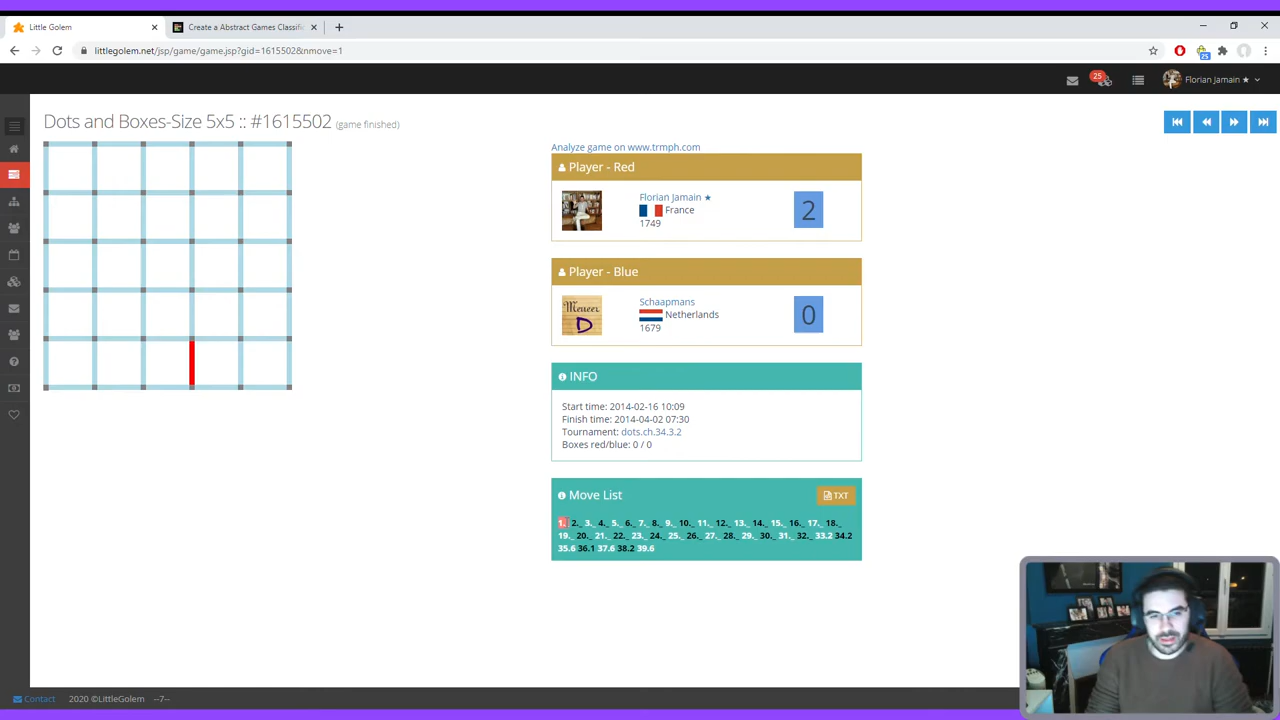 Little Golem
Create a Abstract Games Classifi
littlegolem.net/jsp/game/game.jsp?gid=1615502&nmove=1
25
25
Florian Jamain ★
Dots and Boxes-Size 5x5 :: #1615502 (game finished)
Analyze game on www.trmph.com
Player - Red
Florian Jamain ★
France
1749
2
Player - Blue
Meneer D
Schaapmans
Netherlands
1679
0
INFO
Start time: 2014-02-16 10:09
Finish time: 2014-04-02 07:30
Tournament: dots.ch.34.3.2
Boxes red/blue: 0 / 0
Move List
TXT
1._ 2._ 3._ 4._ 5._ 6._ 7._ 8._ 9._ 10._ 11._ 12._ 13._ 14._ 15._ 16._ 17._ 18._
19._ 20._ 21._ 22._ 23._ 24._ 25._ 26._ 27._ 28._ 29._ 30._ 31._ 32._ 33.2 34.2
35.6 36.1 37.6 38.2 39.6
Contact
2020 ©LittleGolem --7--